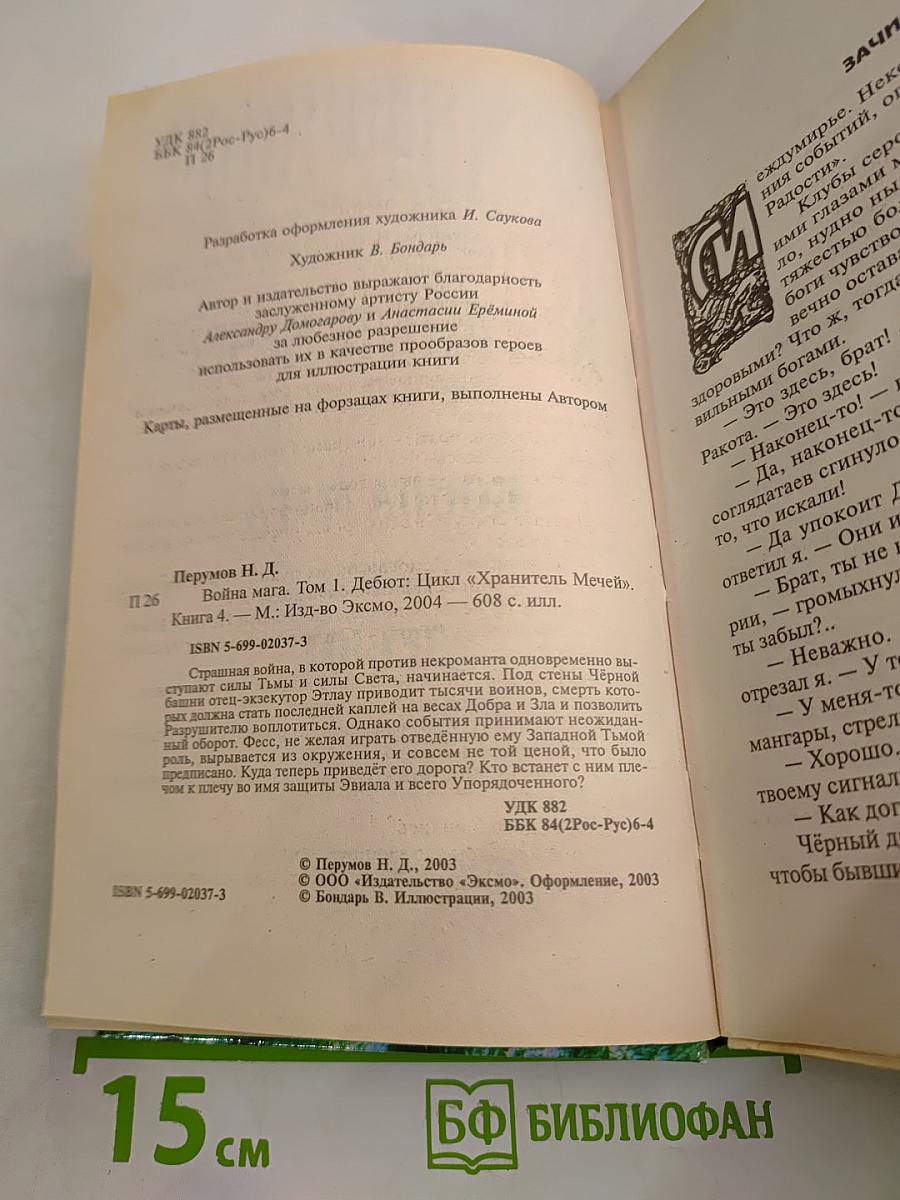 УДК 882
ББК 84(2Рос-Рус)6-4
П 26
Разработка оформления художника И. Саукова
Художник В. Бондарь
Автор и издательство выражают благодарность
заслуженному артисту России
Александру Домогарову и Анастасии Ерёминой
за любезное разрешение
использовать их в качестве прообразов героев
для иллюстрации книги
Карты, размещенные на форзацах книги, выполнены Автором
Перумов Н. Д.
П 26 Война мага. Том 1. Дебют: Цикл «Хранитель Мечей».
Книга 4. — М.: Изд-во Эксмо, 2004 — 608 с. илл.
ISBN 5-699-02037-3
Страшная война, в которой против некроманта одновременно вы-
ступают силы Тьмы и силы Света, начинается. Под стены Чёрной
башни отец-экзекутор Этлау приводит тысячи воинов, смерть кото-
рых должна стать последней каплей на весах Добра и Зла и позволить
Разрушителю воплотиться. Однако события принимают неожидан-
ный оборот. Фесс, не желая играть отведённую ему Западной Тьмой
роль, вырывается из окружения, и совсем не той ценой, что было
предписано. Куда теперь приведёт его дорога? Кто встанет с ним пле-
чом к плечу во имя защиты Эвиала и всего Упорядоченного?
УДК 882
ББК 84(2Рос-Рус)6-4
© Перумов Н. Д., 2003
© ООО «Издательство «Эксмо». Оформление, 2003
ISBN 5-699-02037-3 © Бондарь В. Иллюстрации, 2003
еждумирье.
ния событий,
Радости».
Клубы
ими глазами
ло, нудно
тяжестью
боги
вечно
здоровыми? Что ж,
вильными богами.
— Это здесь, брат!
Ракота. — Это здесь!
— Наконец-то! —
— Да,
соглядатаев сгинуло
то, что искали!
— Да упокоит
ответил я. — Они
— Брат, ты не
рии, — громыхнул
ты забыл?..
— Неважно.
отрезал я. — У
— У
мангары,
— Хорошо.
твоему
— Как
Чёрный
чтобы
15 см
БФ БИБЛИОФАН